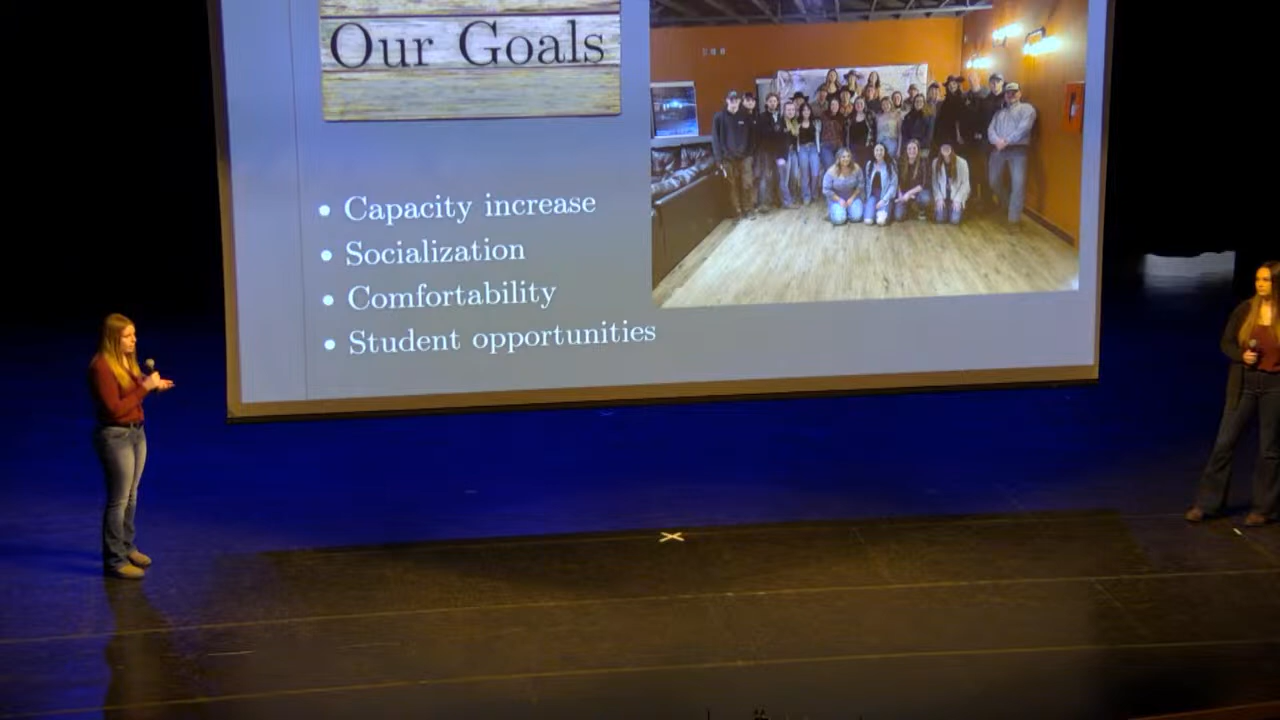 Our Goals
Capacity increase
Socialization
Comfortability
Student opportunities